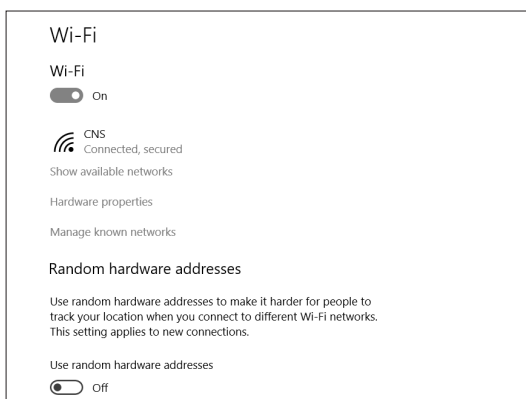 Wi-Fi
Wi-Fi
On
CNS
Connected, secured
Show available networks
Hardware properties
Manage known networks
Random hardware addresses
Use random hardware addresses to make it harder for people to
track your location when you connect to different Wi-Fi networks.
This setting applies to new connections.
Use random hardware addresses
Off